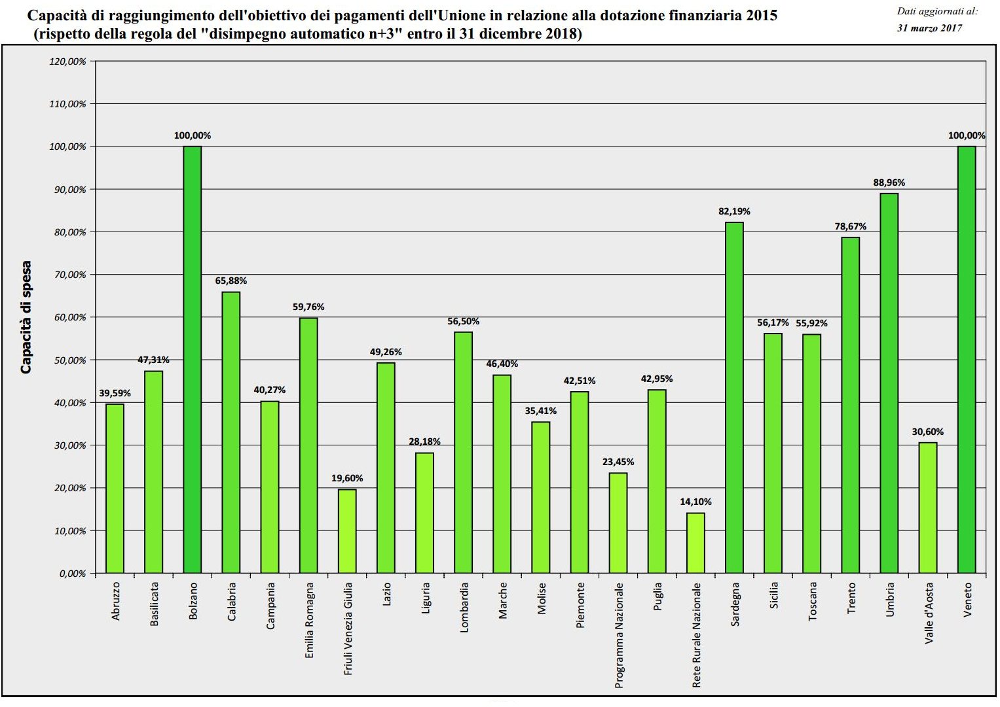 Capacità di raggiungimento dell'obiettivo dei pagamenti dell'Unione in relazione alla dotazione finanziaria 2015
(rispetto della regola del "disimpegno automatico n+3" entro il 31 dicembre 2018)
Dati aggiornati al:
31 marzo 2017
Capacità di spesa
120,00%
110,00%
100,00%
90,00%
80,00%
70,00%
60,00%
50,00%
40,00%
30,00%
20,00%
10,00%
0,00%
39,59%
47,31%
100,00%
65,88%
40,27%
59,76%
19,60%
49,26%
28,18%
56,50%
46,40%
35,41%
42,51%
23,45%
42,95%
14,10%
82,19%
56,17%
55,92%
78,67%
88,96%
30,60%
100,00%
Abruzzo
Basilicata
Bolzano
Calabria
Campania
Emilia Romagna
Friuli Venezia Giulia
Lazio
Liguria
Lombardia
Marche
Molise
Piemonte
Programma Nazionale
Puglia
Rete Rurale Nazionale
Sardegna
Sicilia
Toscana
Trento
Umbria
Valle d'Aosta
Veneto